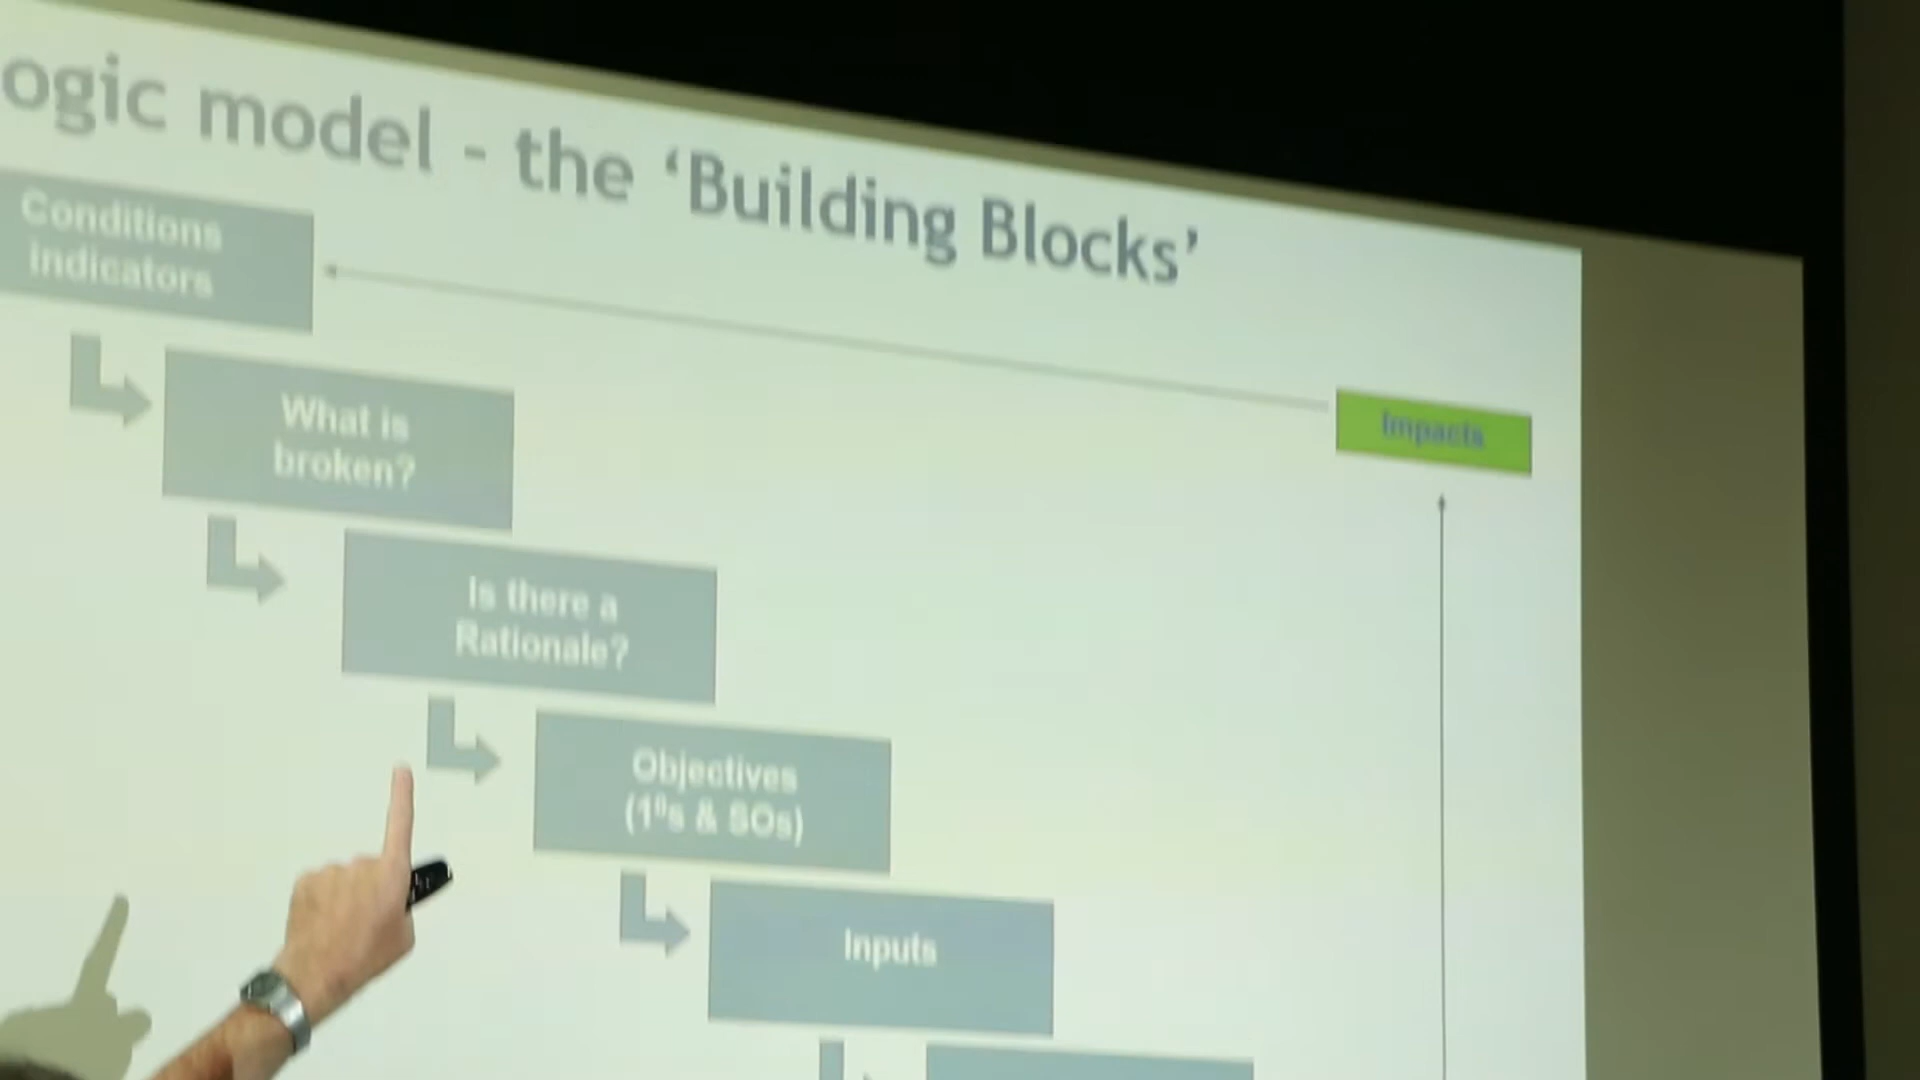 ogic model - the ‘Building Blocks’
Conditions
indicators
What is
broken?
Impacts
Is there a
Rationale?
Objectives
(1⁰s & SOs)
Inputs